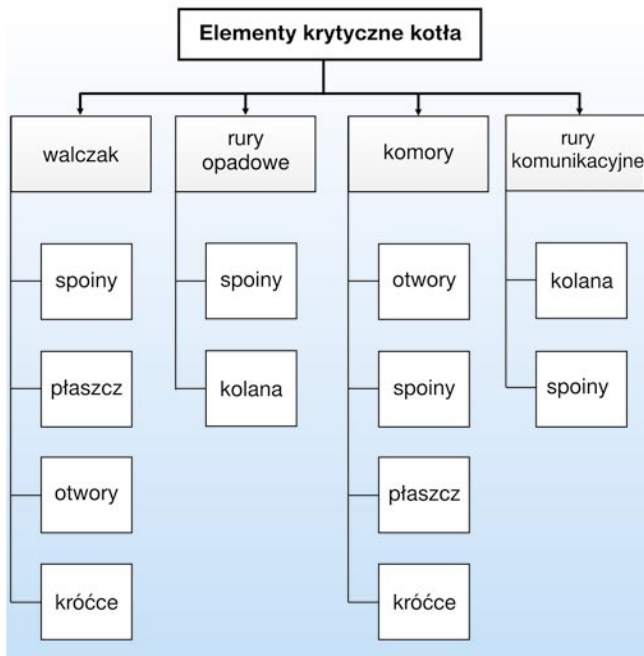 Elementy krytyczne kotła
walczak
spoiny
płaszcz
otwory
króćce
rury
opadowe
spoiny
kolana
komory
otwory
spoiny
płaszcz
króćce
rury
komunikacyjne
kolana
spoiny